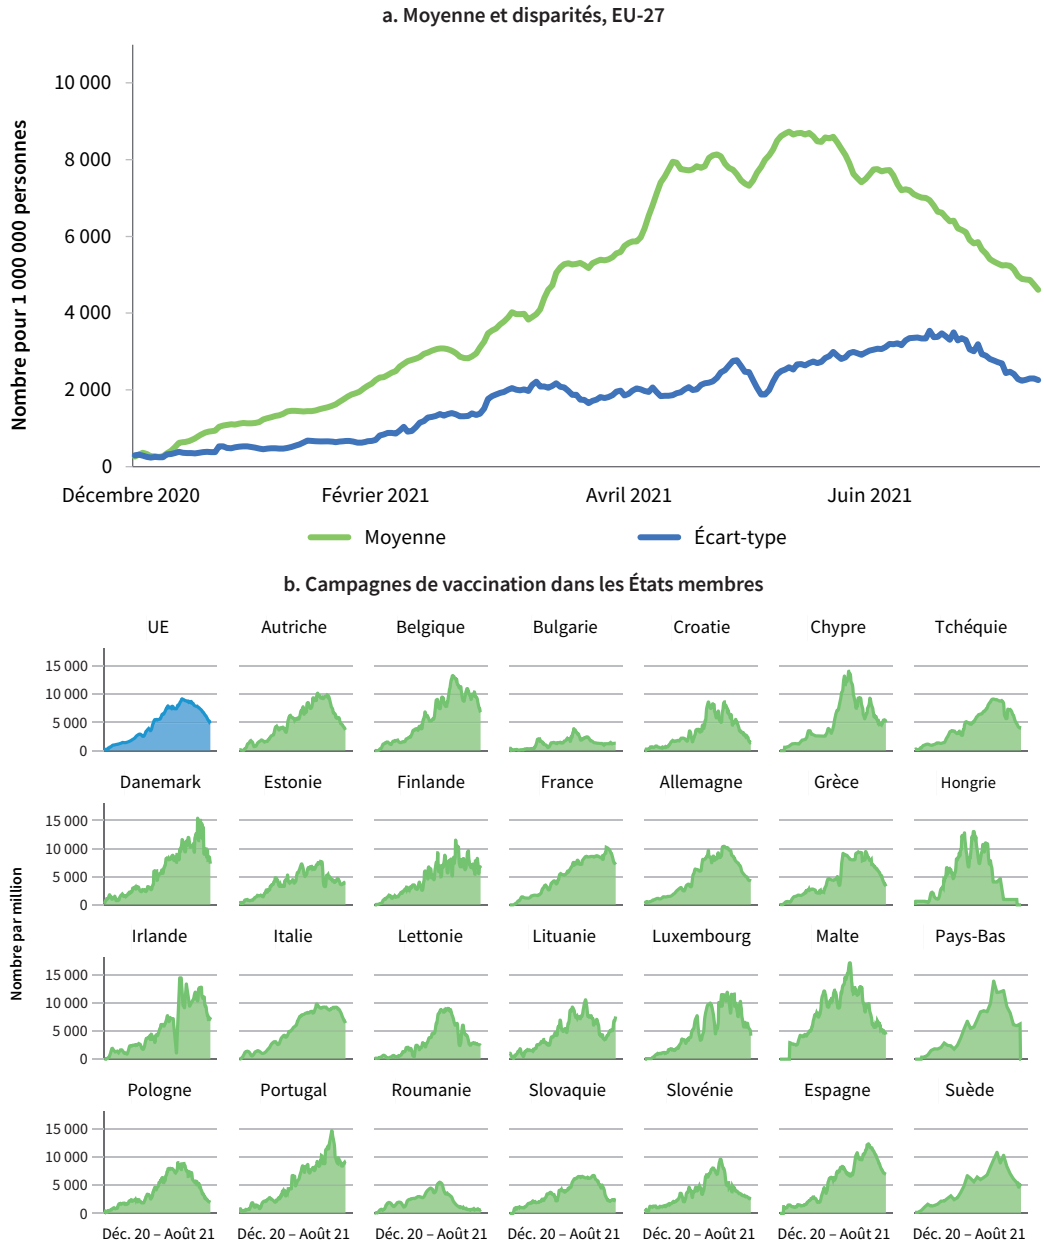 a. Moyenne et disparités, EU-27
Nombre pour 1 000 000 personnes
10 000
8 000
6 000
4 000
2 000
0
Décembre 2020
Février 2021
Avril 2021
Juin 2021
Moyenne
Écart-type
b. Campagnes de vaccination dans les États membres
Nombre par million
UE
Autriche
Belgique
Bulgarie
Croatie
Chypre
Tchéquie
15 000
10 000
5 000
0
Danemark
Estonie
Finlande
France
Allemagne
Grèce
Hongrie
15 000
10 000
5 000
0
Irlande
Italie
Lettonie
Lituanie
Luxembourg
Malte
Pays-Bas
15 000
10 000
5 000
0
Pologne
Portugal
Roumanie
Slovaquie
Slovénie
Espagne
Suède
15 000
10 000
5 000
0
Déc. 20 – Août 21
Déc. 20 – Août 21
Déc. 20 – Août 21
Déc. 20 – Août 21
Déc. 20 – Août 21
Déc. 20 – Août 21
Déc. 20 – Août 21